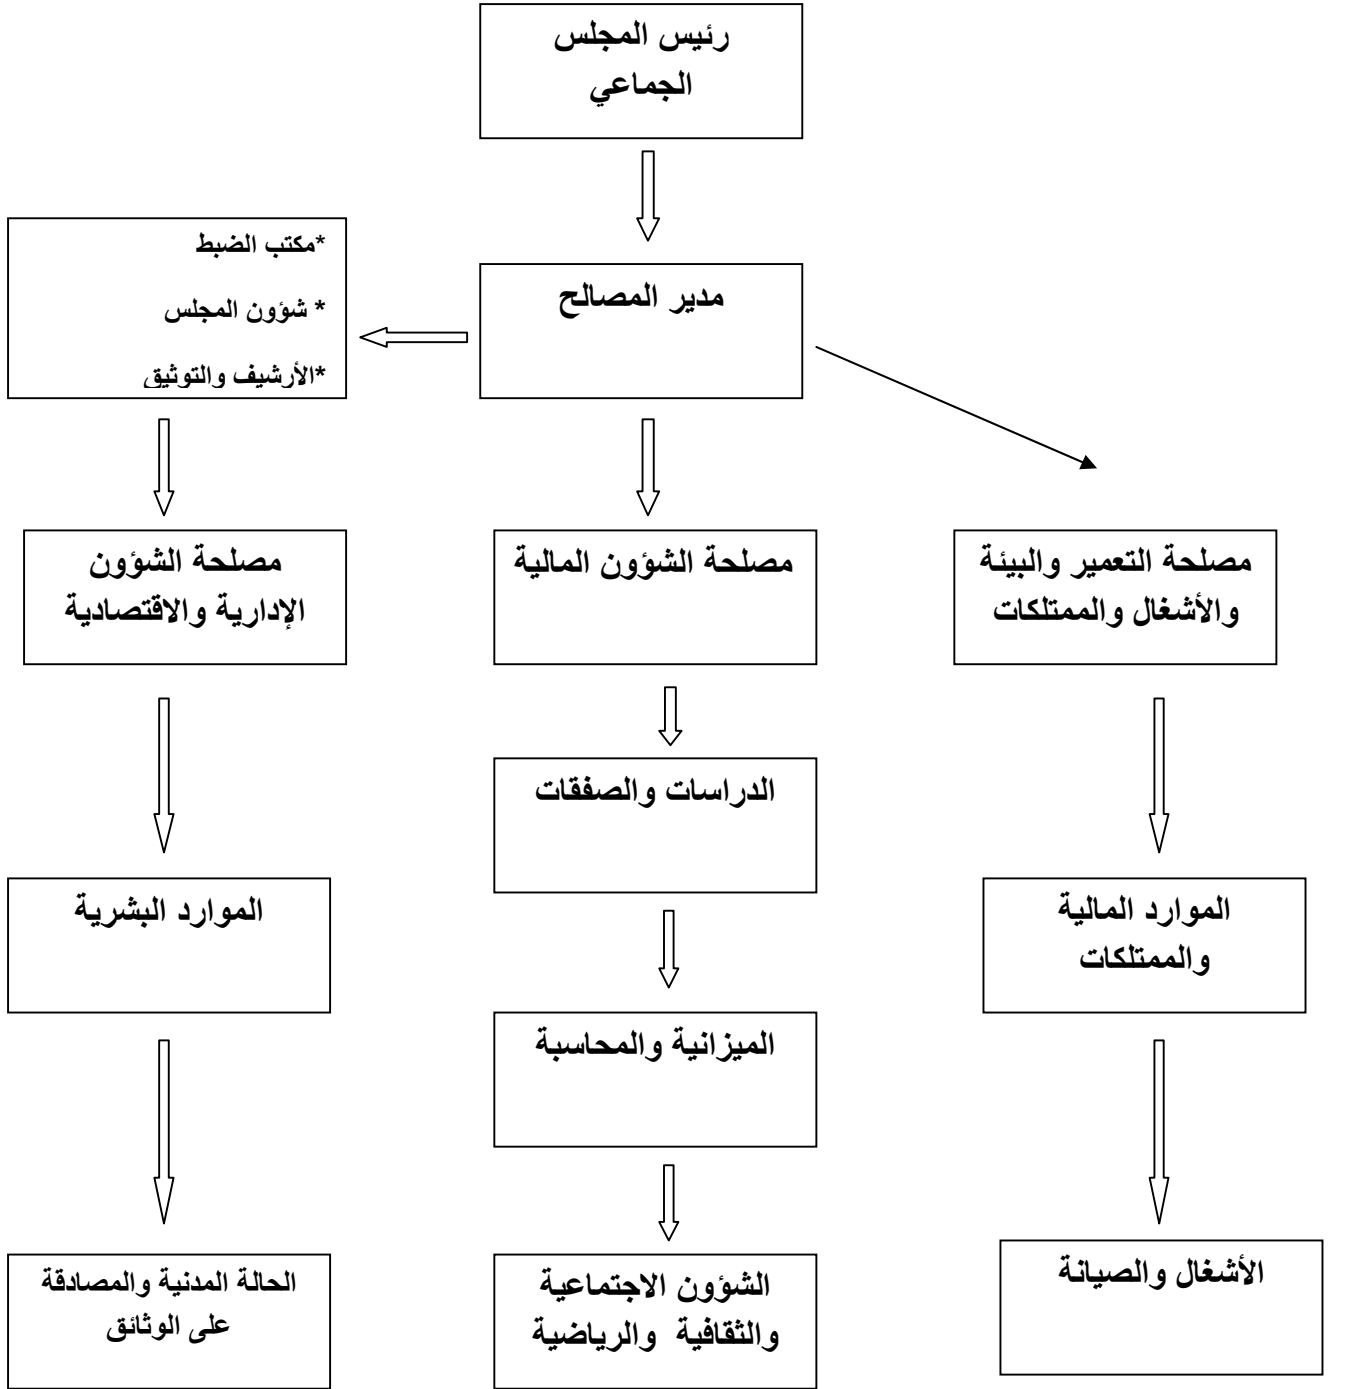 رئيس المجلس
الجماعي
مدير المصالح
*مكتب الضبط
* شؤون المجلس
*الأرشيف والتوثيق
مصلحة التعمير والبيئة
والأشغال والممتلكات
مصلحة الشؤون المالية
مصلحة الشؤون
الإدارية والاقتصادية
الدراسات والصفقات
الموارد المالية
والممتلكات
الموارد البشرية
الميزانية والمحاسبة
الأشغال والصيانة
الشؤون الاجتماعية
والثقافية والرياضية
الحالة المدنية والمصادقة
على الوثائق